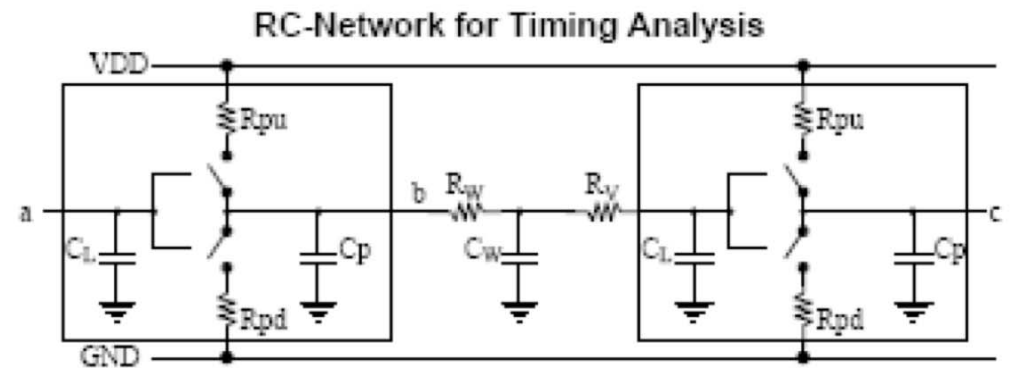 RC-Network for Timing Analysis
VDD
Rpu
Rpu
a
b
RW
RV
c
CL
Cp
CW
CL
Cp
Rpd
Rpd
GND